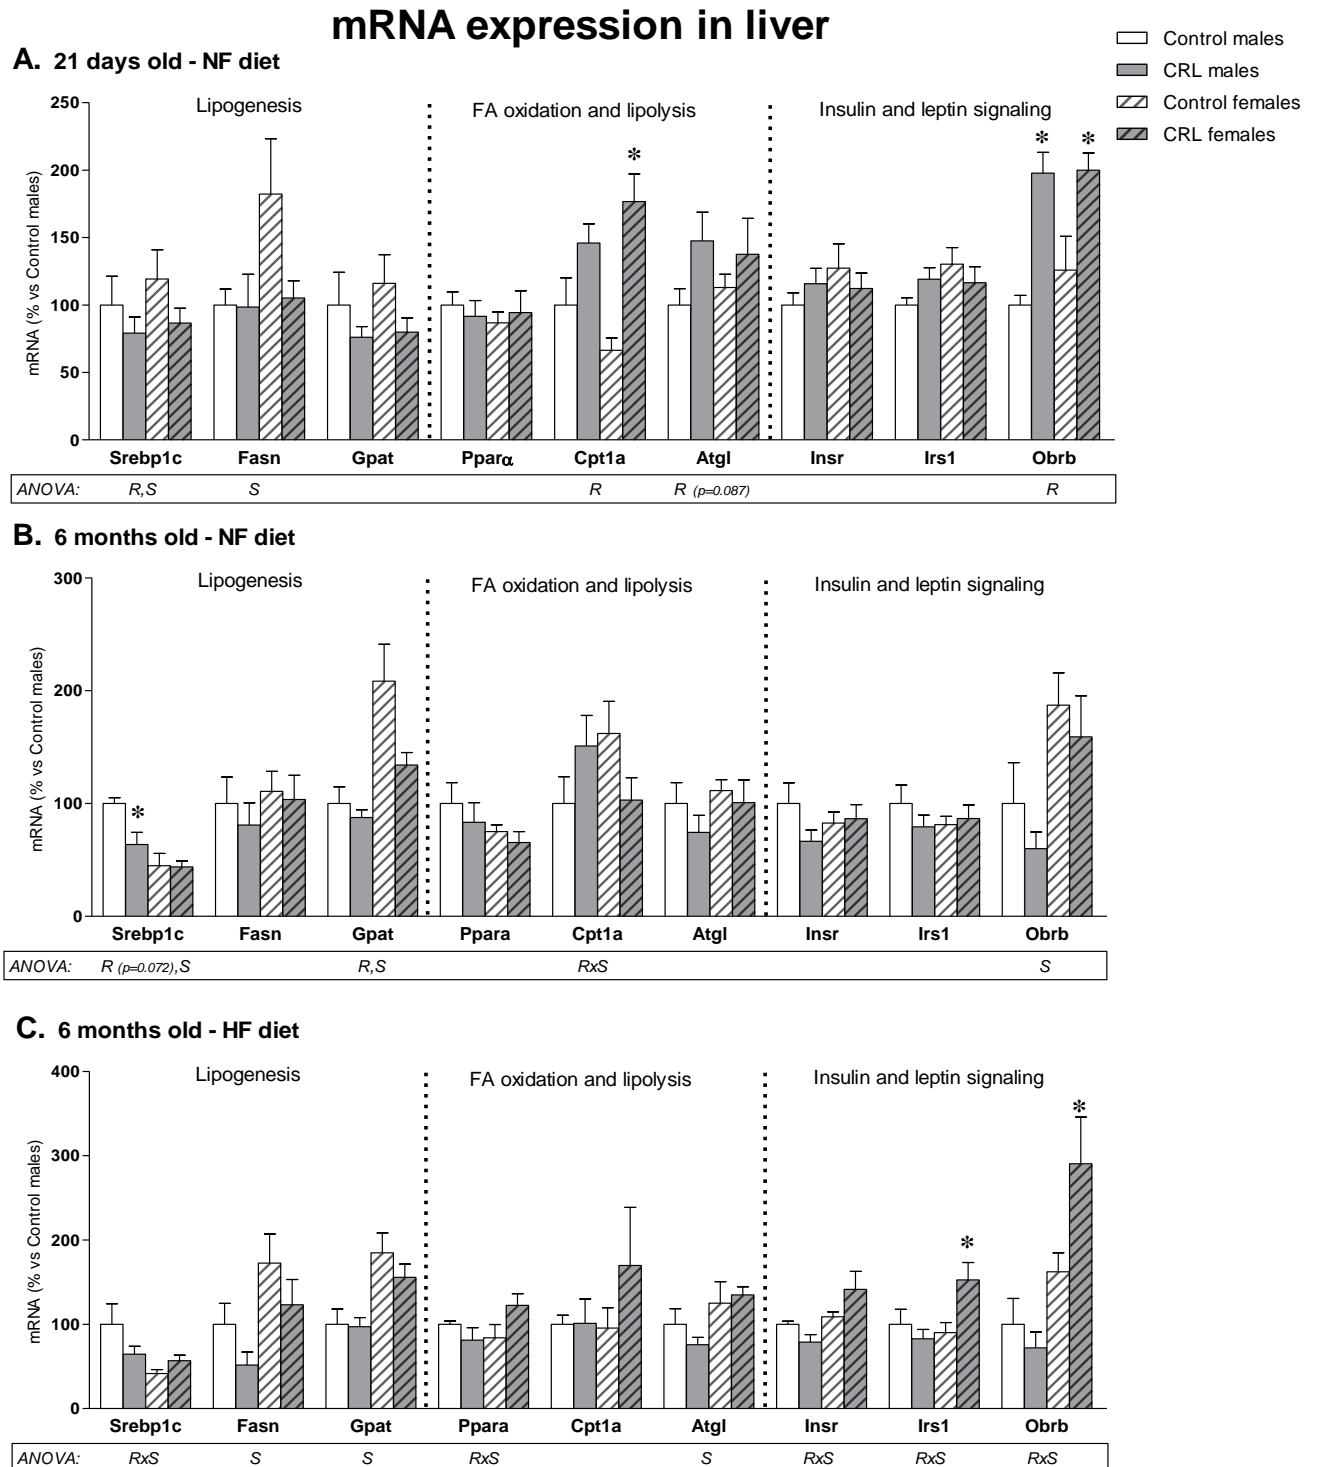 mRNA expression in liver
Control males
CRL males
Control females
CRL females
A. 21 days old - NF diet
Lipogenesis
FA oxidation and lipolysis
Insulin and leptin signaling
mRNA (% vs Control males)
250
200
150
100
50
0
* * *
Srebp1c Fasn Gpat Pparα Cpt1a Atgl Insr Irs1 Obrb
ANOVA: R,S S R R (p=0.087) R
B. 6 months old - NF diet
Lipogenesis
FA oxidation and lipolysis
Insulin and leptin signaling
mRNA (% vs Control males)
300
200
100
0
*
Srebp1c Fasn Gpat Ppara Cpt1a Atgl Insr Irs1 Obrb
ANOVA: R (p=0.072),S R,S RxS S
C. 6 months old - HF diet
Lipogenesis
FA oxidation and lipolysis
Insulin and leptin signaling
mRNA (% vs Control males)
400
300
200
100
0
* *
Srebp1c Fasn Gpat Ppara Cpt1a Atgl Insr Irs1 Obrb
ANOVA: RxS S S RxS S RxS RxS RxS